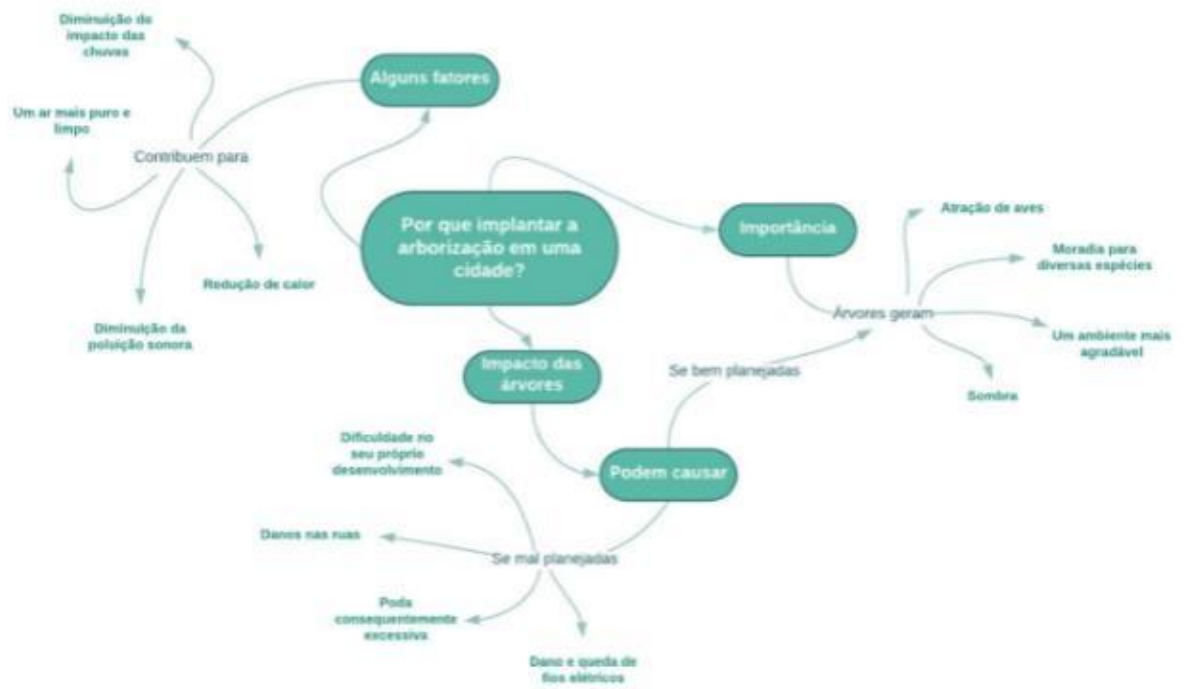 Diminuição do
impacto das
chuvas
Um ar mais puro e
limpo
Contribuem para
Redução de calor
Diminuição da
poluição sonora
Alguns fatores
Por que implantar a
arborização em uma
cidade?
Importância
Árvores geram
Atração de aves
Moradia para
diversas espécies
Um ambiente mais
agradável
Sombra
Impacto das
árvores
Podem causar
Se bem planejadas
Se mal planejadas
Dificuldade no
seu próprio
desenvolvimento
Danos nas ruas
Poda
consequentemente
excessiva
Dano e queda de
fios elétricos